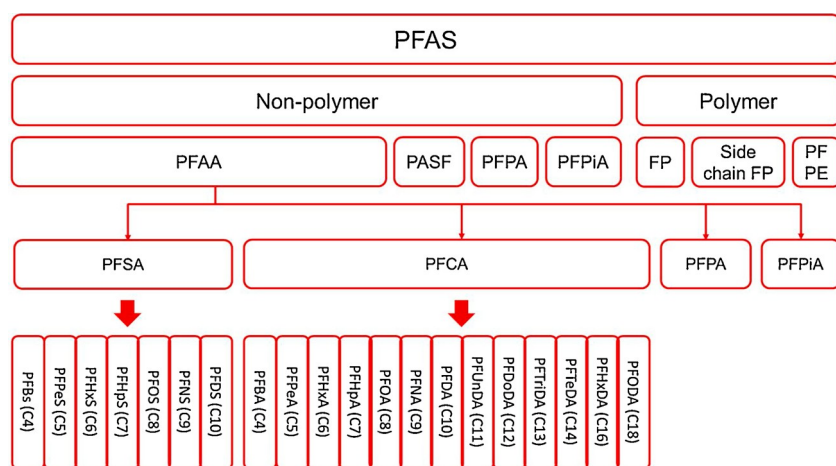 PFAS
Non-polymer
Polymer
PFAA
PASF
PFPA
PFPiA
FP
Side
chain FP
PF
PE
PFSA
PFCA
PFPA
PFPiA
PFBs (C4)
PFPeS (C5)
PFHxS (C6)
PFHpS (C7)
PFOS (C8)
PFNS (C9)
PFDS (C10)
PFBA (C4)
PFPeA (C5)
PFHxA (C6)
PFHpA (C7)
PFOA (C8)
PFNA (C9)
PFDA (C10)
PFUnDA (C11)
PFDoDA (C12)
PFTriDA (C13)
PFTeDA (C14)
PFHxDA (C16)
PFODA (C18)